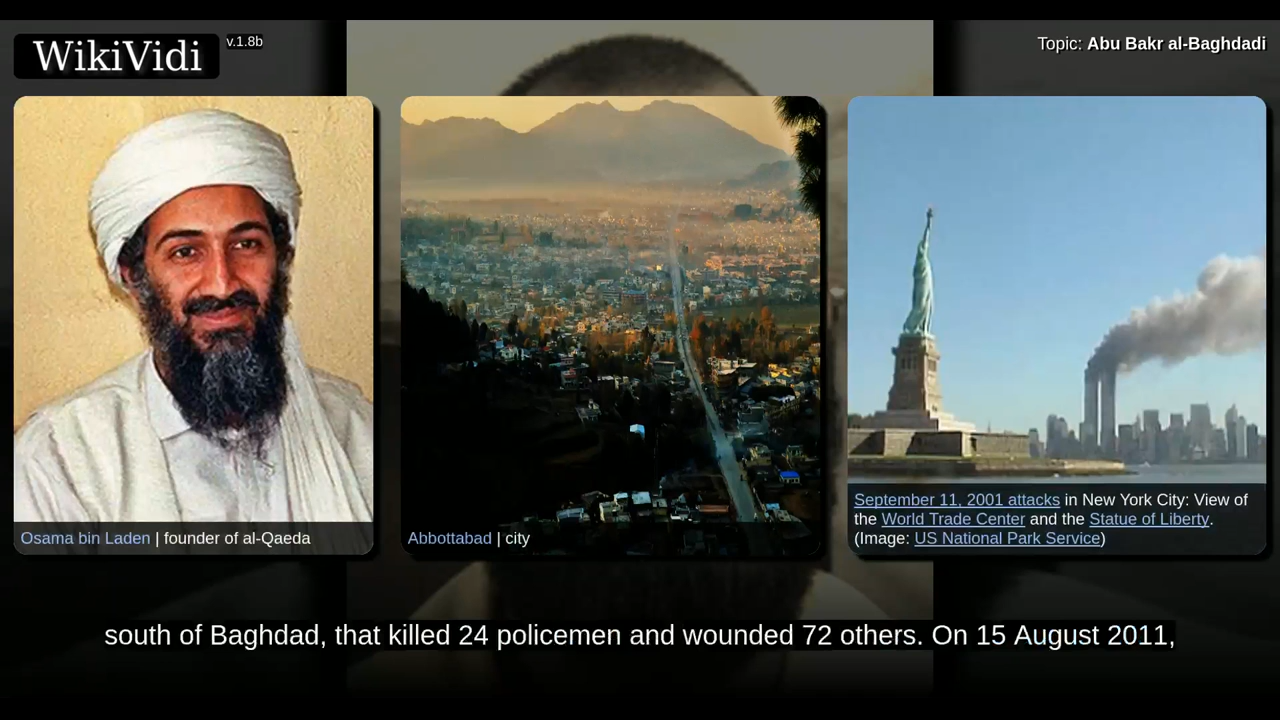 WikiVidi
v.1.8b
Topic: Abu Bakr al-Baghdadi
Osama bin Laden | founder of al-Qaeda
Abbottabad | city
September 11, 2001 attacks in New York City: View of
the World Trade Center and the Statue of Liberty.
(Image: US National Park Service)
south of Baghdad, that killed 24 policemen and wounded 72 others. On 15 August 2011,